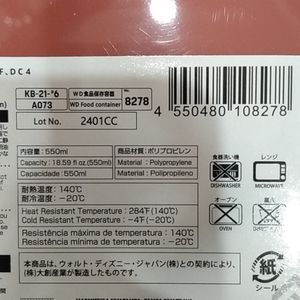 F.DC4
KB-21-*6
A073
WD食品保存容器
WD Food container
No.
8278
4 550480 108278
Lot No. 2401CC
内容量：550ml
Capacity : 18.59 fl oz.(550ml)
Capacidade : 550ml
商品材質：ポリプロピレン
Material : Polypropylene
Material : Polipropileno
耐熱温度：140℃
耐冷温度：-20℃
Heat Resistant Temperature : 284℉(140℃)
Cold Resistant Temperature : -4℉(-20℃)
Resistência máxima de temperatura : 140℃
Resistência mínima de temperatura : -20℃
食器洗い機
DISHWASHER
レンジ
MICROWAVE
オーブン
OVEN
直火
本商品は、ウォルト・ディズニー・ジャパン(株)との契約により、
(株)大創産業が製造したものです。
紙
シール